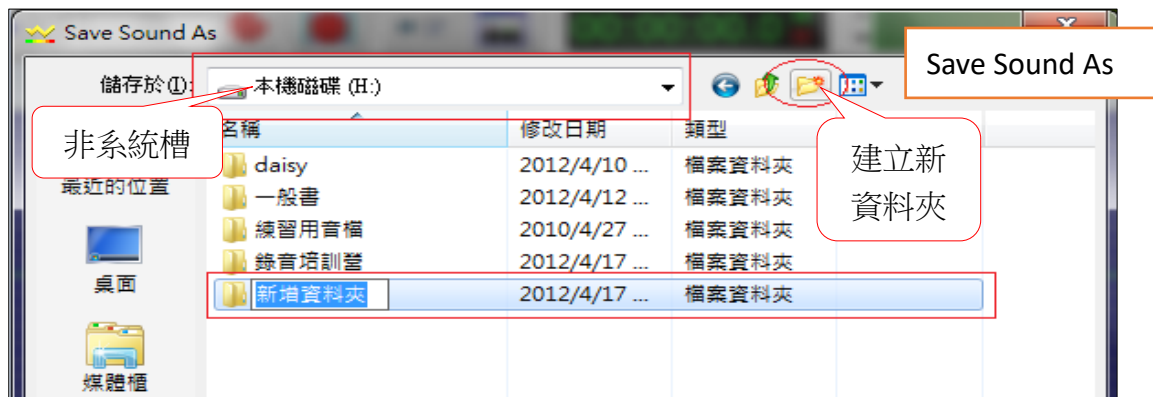 Save Sound As
Save Sound As
儲存於(I):
本機磁碟 (H:)
非系統槽
名稱 修改日期 類型
建立新
資料夾
daisy 2012/4/10 ... 檔案資料夾
最近的位置
一般書 2012/4/12 ... 檔案資料夾
練習用音檔 2010/4/27 ... 檔案資料夾
錄音培訓營 2012/4/17 ... 檔案資料夾
桌面
新增資料夾 2012/4/17 ... 檔案資料夾
媒體櫃